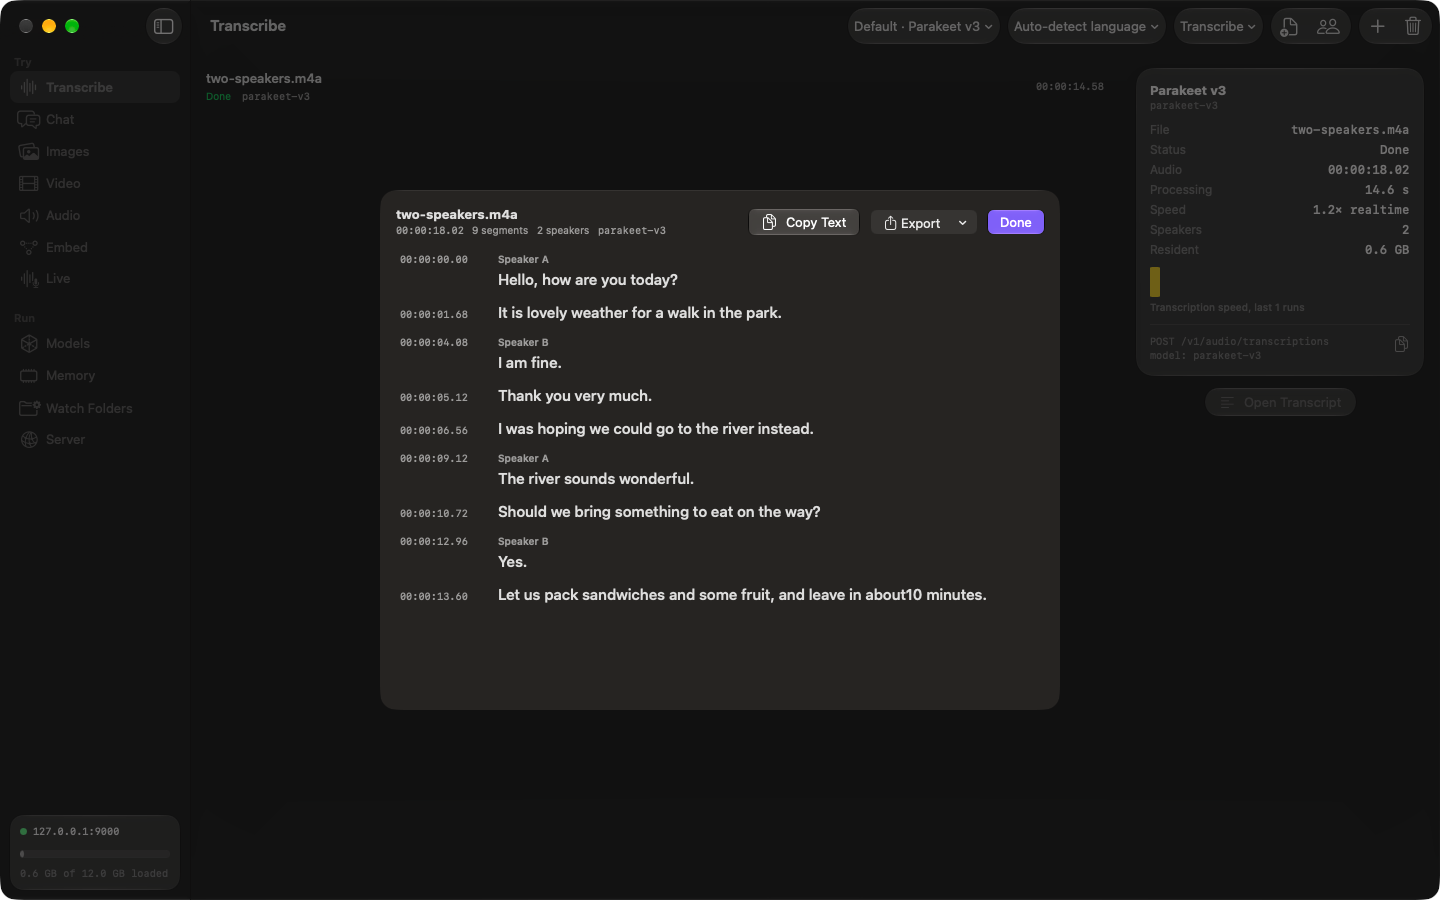 Transcribe
Default · Parakeet v3
Auto-detect language
Transcribe
Try
Transcribe
Chat
Images
Video
Audio
Embed
Live
Run
Models
Memory
Watch Folders
Server
127.0.0.1:9000
0.6 GB of 12.0 GB loaded
two-speakers.m4a
00:00:14.58
Done parakeet-v3
two-speakers.m4a
00:00:18.02 9 segments 2 speakers parakeet-v3
Copy Text
Export
Done
00:00:00.00 Speaker A
Hello, how are you today?
00:00:01.68 It is lovely weather for a walk in the park.
00:00:04.08 Speaker B
I am fine.
00:00:05.12 Thank you very much.
00:00:06.56 I was hoping we could go to the river instead.
00:00:09.12 Speaker A
The river sounds wonderful.
00:00:10.72 Should we bring something to eat on the way?
00:00:12.96 Speaker B
Yes.
00:00:13.60 Let us pack sandwiches and some fruit, and leave in about10 minutes.
Parakeet v3
parakeet-v3
File two-speakers.m4a
Status Done
Audio 00:00:18.02
Processing 14.6 s
Speed 1.2× realtime
Speakers 2
Resident 0.6 GB
Transcription speed, last 1 runs
POST /v1/audio/transcriptions
model: parakeet-v3
Open Transcript